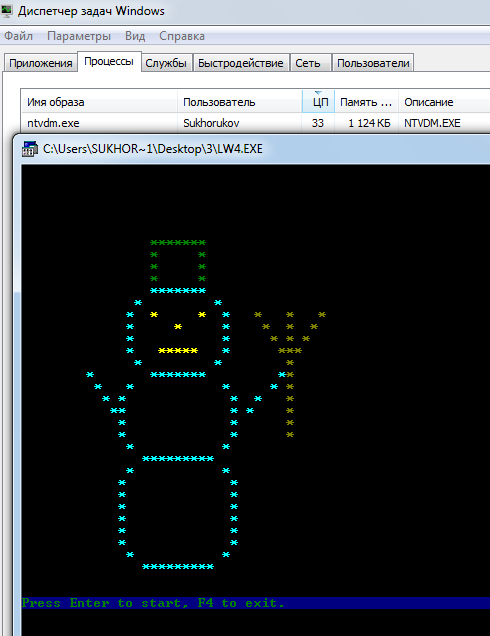 Диспетчер задач Windows
Файл Параметры Вид Справка
Приложения Процессы Службы Быстродействие Сеть Пользователи
Имя образа Пользователь ЦП Память ... Описание
ntvdm.exe Sukhorukov 33 1 124 КБ NTVDM.EXE
C:\Users\SUKHOR~1\Desktop\3\LW4.EXE
Press Enter to start, F4 to exit.